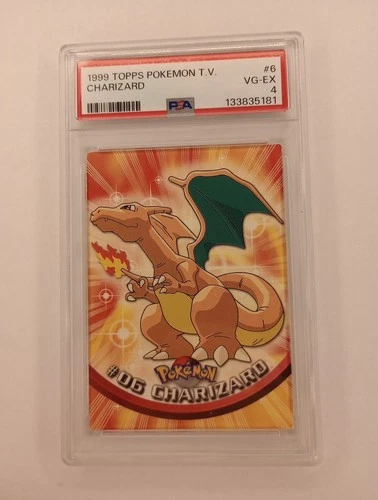 1999 TOPPS POKEMON T.V. #6
CHARIZARD VG-EX
4
PSA 133835181
POKéMON
#06 CHARIZARD